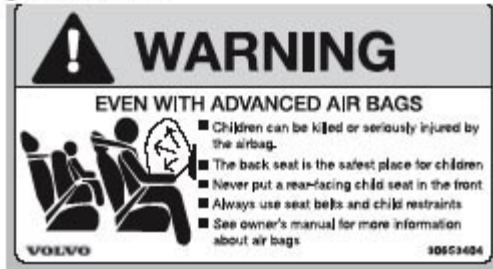 WARNING
EVEN WITH ADVANCED AIR BAGS
■ Children can be killed or seriously injured by
the airbag.
■ The back seat is the safest place for children
■ Never put a rear-facing child seat in the front
■ Always use seat belts and child restraints
■ See owner's manual for more information
about air bags
VOLVO
30653404